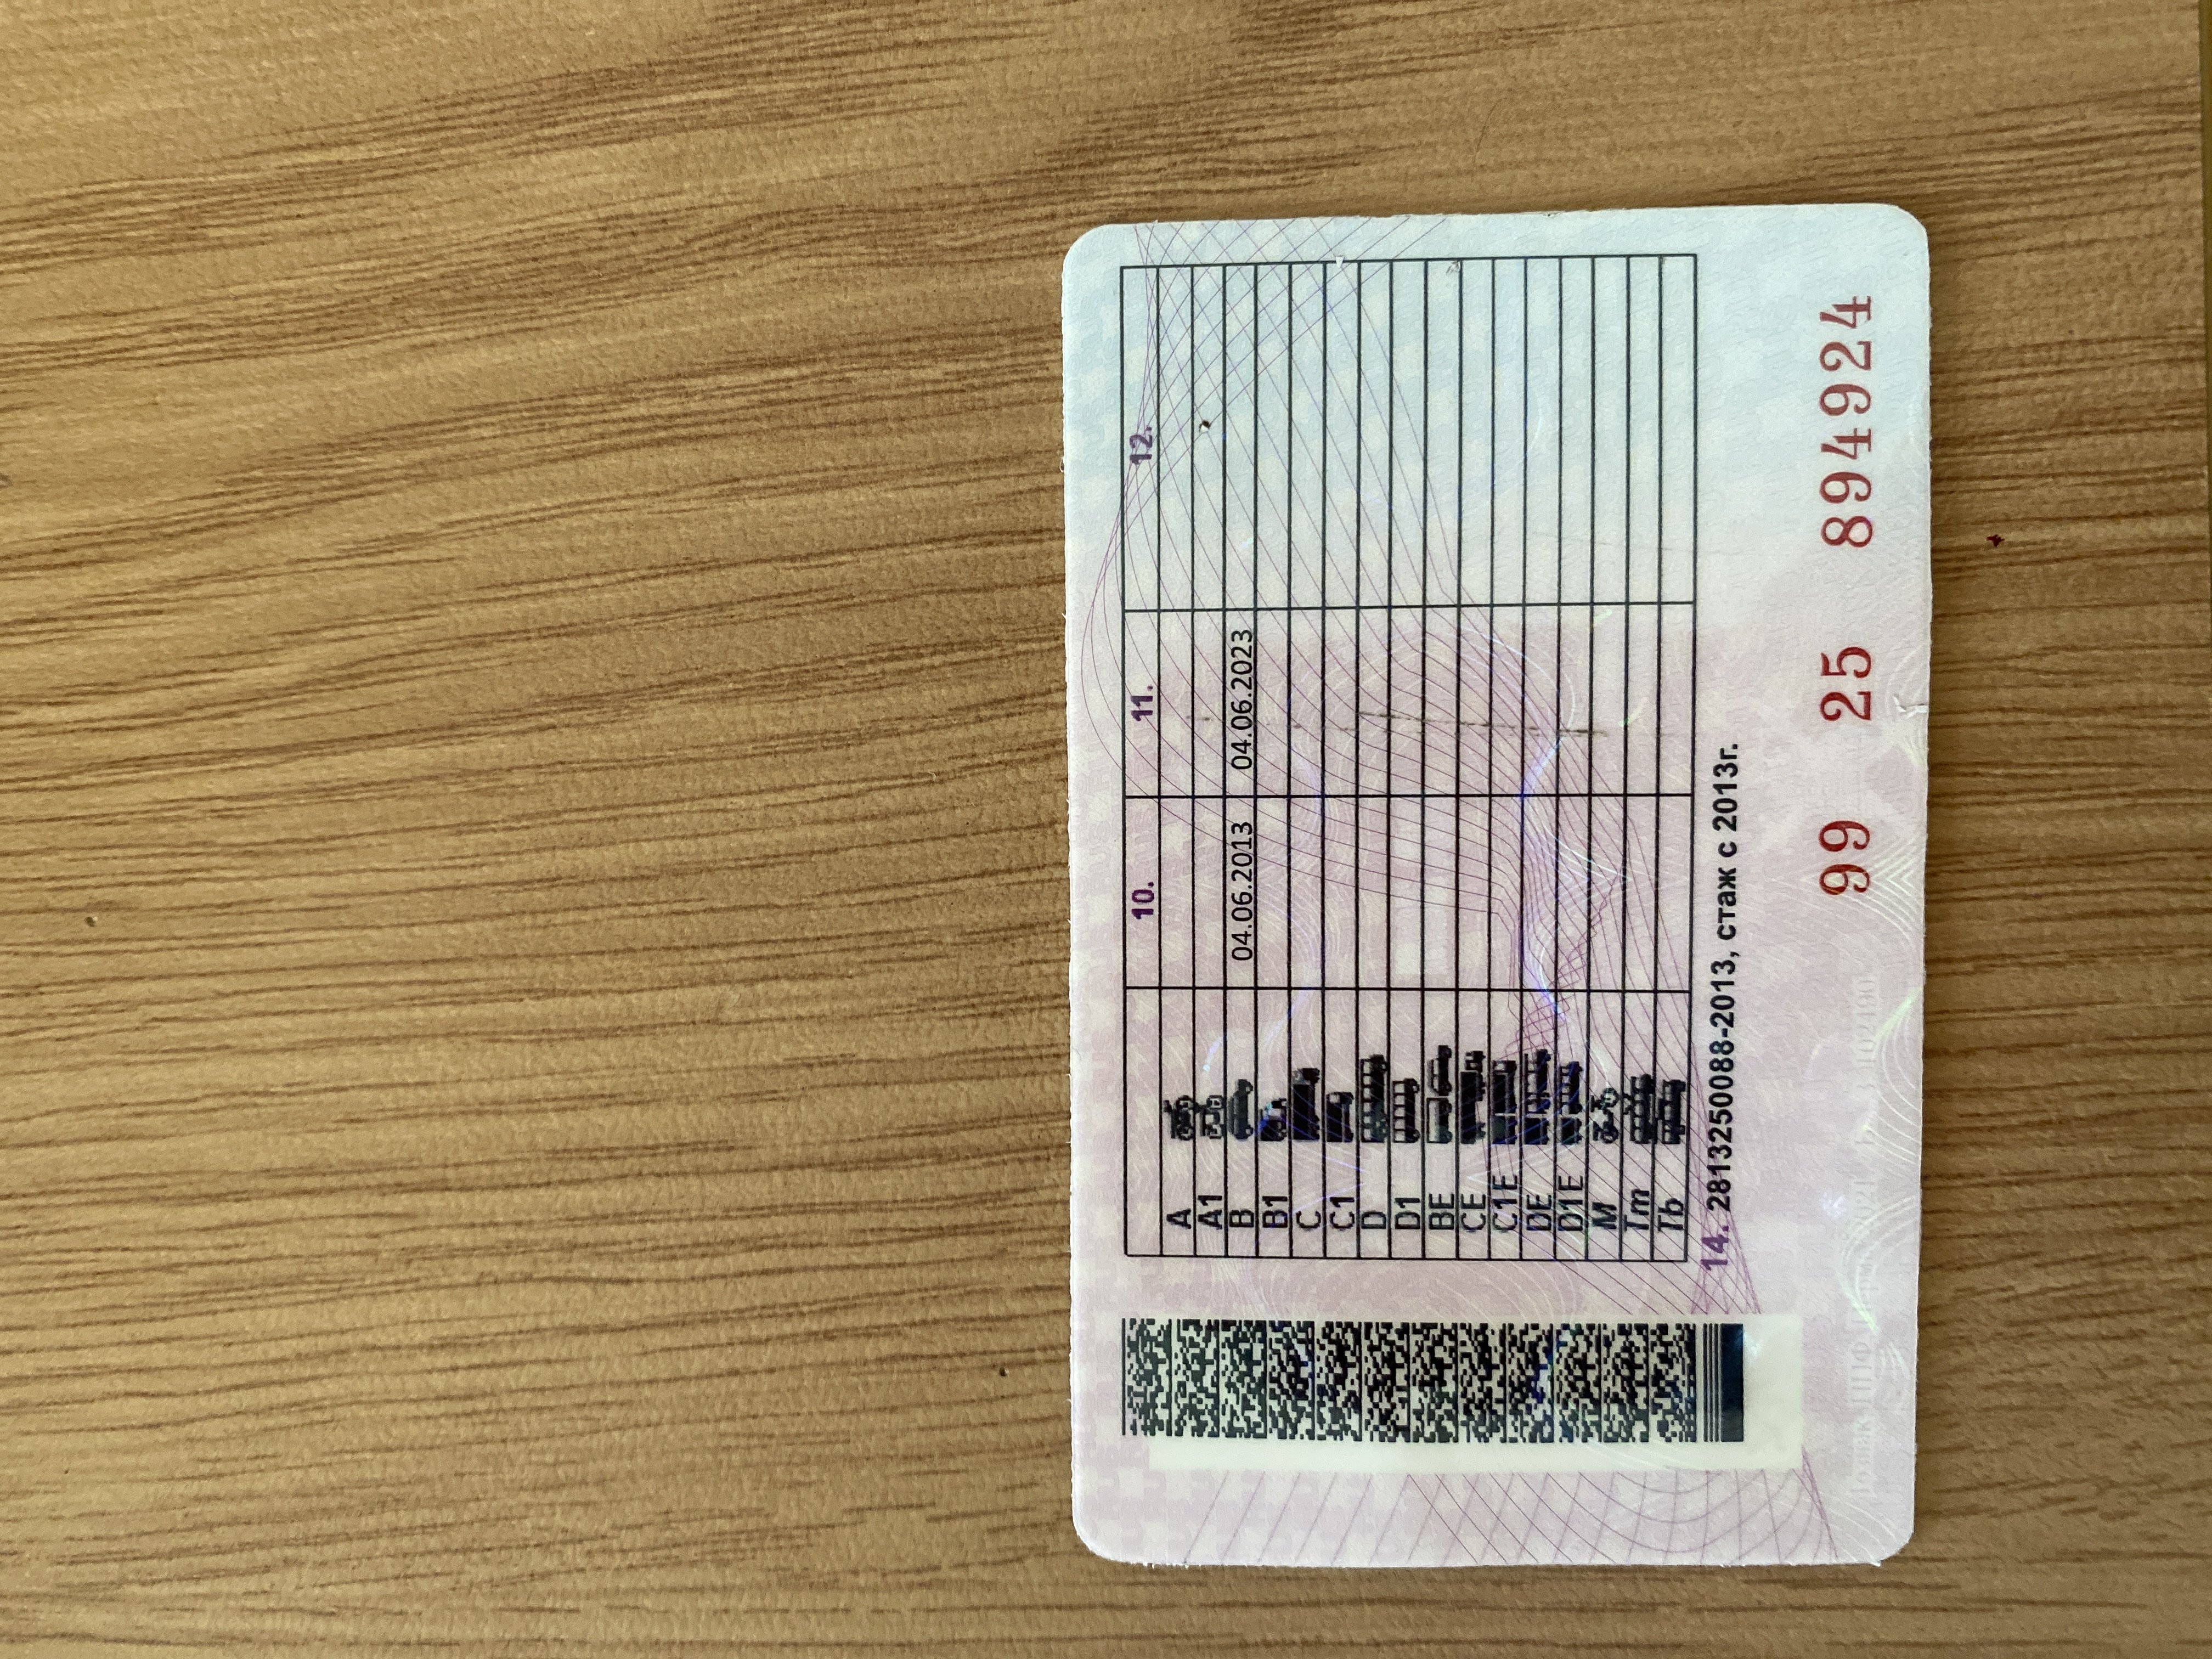 10. 11. 12.
A
A1
B 04.06.2013 04.06.2023
B1
C
C1
D
D1
BE
CE
C1E
DE
D1E
M
Tm
Tb
14. 2813250088-2013, стаж с 2013г.
99 25 894924